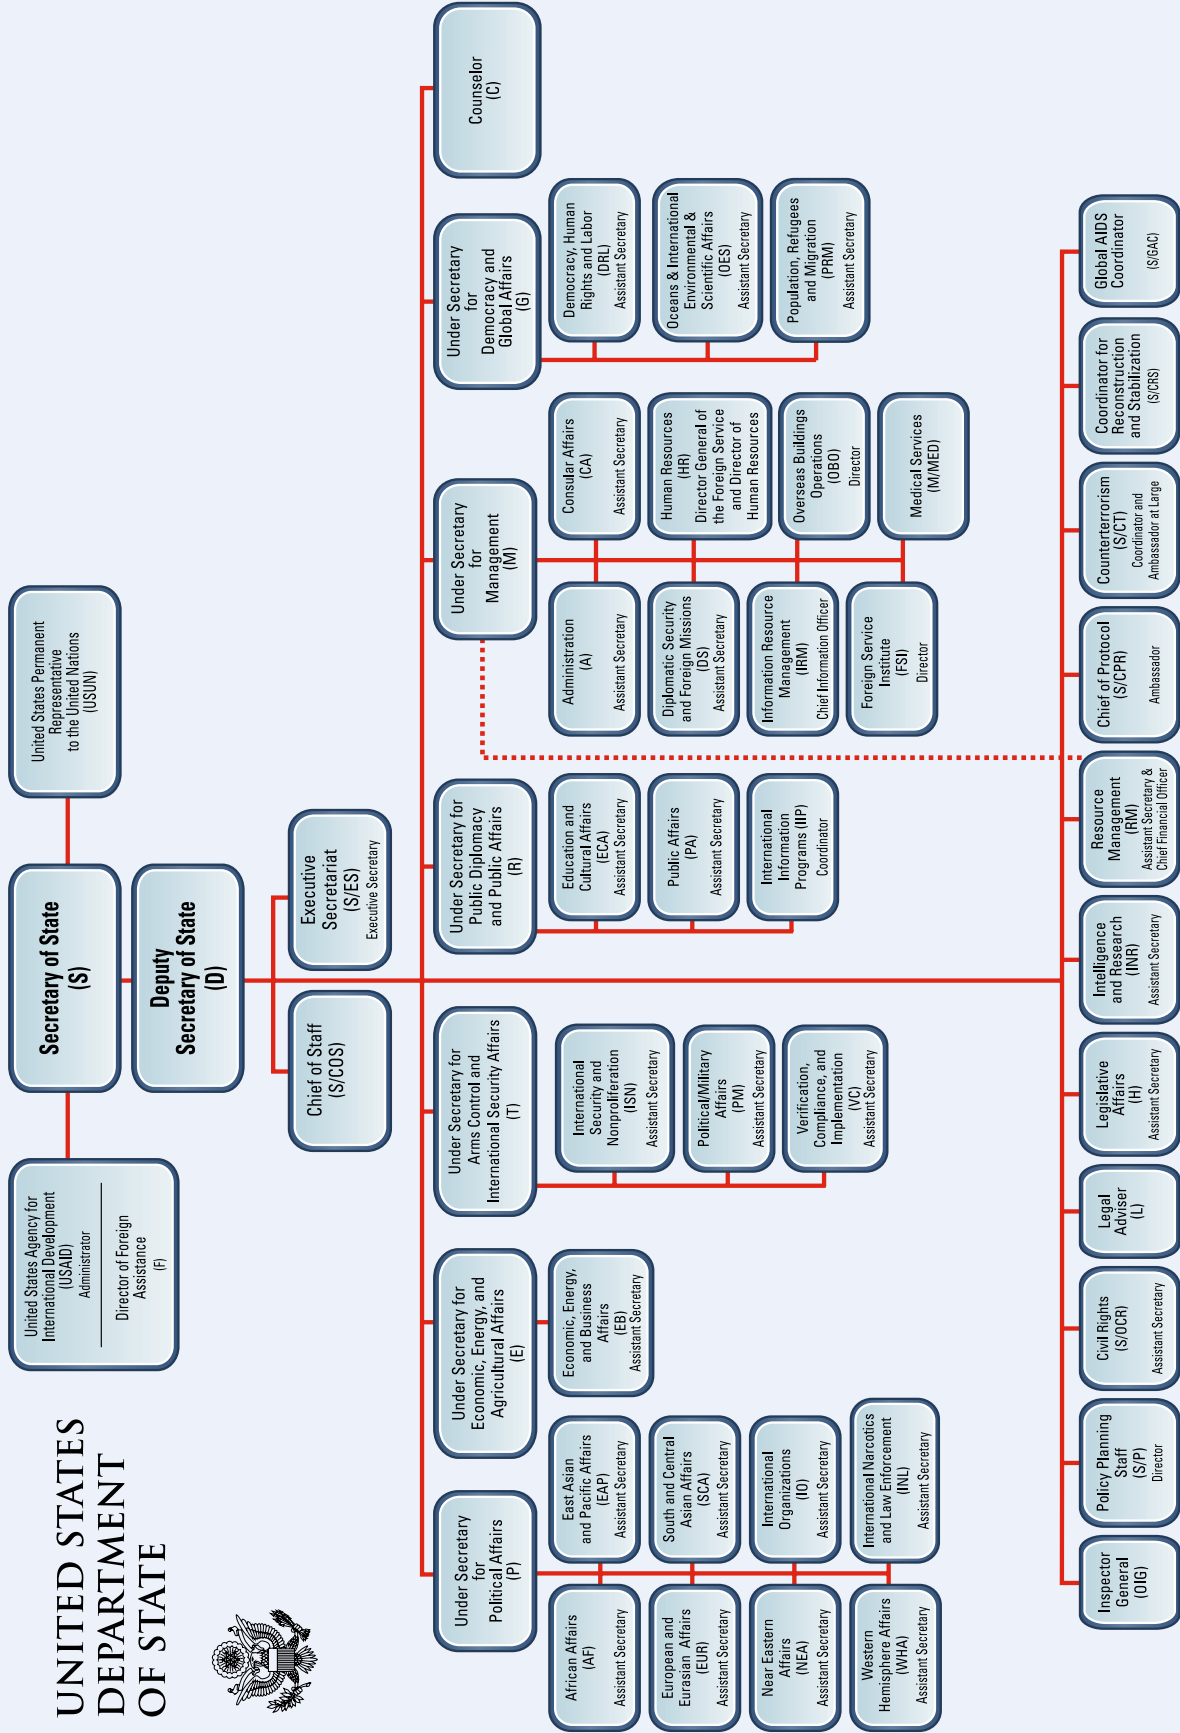 UNITED STATES
DEPARTMENT
OF STATE
United States Agency for
International Development
(USAID)
Administrator
Director of Foreign
Assistance
(F)
Secretary of State
(S)
United States Permanent
Representative
to the United Nations
(USUN)
Deputy
Secretary of State
(D)
Chief of Staff
(S/COS)
Executive
Secretariat
(S/ES)
Executive Secretary
Under Secretary
for
Political Affairs
(P)
Under Secretary for
Economic, Energy, and
Agricultural Affairs
(E)
Under Secretary for
Arms Control and
International Security Affairs
(T)
Under Secretary for
Public Diplomacy
and Public Affairs
(R)
Under Secretary
for
Management
(M)
Under Secretary
for
Democracy and
Global Affairs
(G)
Counselor
(C)
African Affairs
(AF)
Assistant Secretary
East Asian
and Pacific Affairs
(EAP)
Assistant Secretary
European and
Eurasian Affairs
(EUR)
Assistant Secretary
South and Central
Asian Affairs
(SCA)
Assistant Secretary
Near Eastern
Affairs
(NEA)
Assistant Secretary
International
Organizations
(IO)
Assistant Secretary
Western
Hemisphere Affairs
(WHA)
Assistant Secretary
International Narcotics
and Law Enforcement
(INL)
Assistant Secretary
Economic, Energy,
and Business
Affairs
(EB)
Assistant Secretary
International
Security and
Nonproliferation
(ISN)
Assistant Secretary
Political/Military
Affairs
(PM)
Assistant Secretary
Verification,
Compliance, and
Implementation
(VC)
Assistant Secretary
Education and
Cultural Affairs
(ECA)
Assistant Secretary
Public Affairs
(PA)
Assistant Secretary
International
Information
Programs (IIP)
Coordinator
Administration
(A)
Assistant Secretary
Consular Affairs
(CA)
Assistant Secretary
Diplomatic Security
and Foreign Missions
(DS)
Assistant Secretary
Human Resources
(HR)
Director General of
the Foreign Service
and Director of
Human Resources
Information Resource
Management
(IRM)
Chief Information Officer
Overseas Buildings
Operations
(OBO)
Director
Foreign Service
Institute
(FSI)
Director
Medical Services
(M/MED)
Democracy, Human
Rights and Labor
(DRL)
Assistant Secretary
Oceans & International
Environmental &
Scientific Affairs
(OES)
Assistant Secretary
Population, Refugees
and Migration
(PRM)
Assistant Secretary
Inspector
General
(OIG)
Policy Planning
Staff
(S/P)
Director
Civil Rights
(S/OCR)
Assistant Secretary
Legal
Adviser
(L)
Legislative
Affairs
(H)
Assistant Secretary
Intelligence
and Research
(INR)
Assistant Secretary
Resource
Management
(RM)
Assistant Secretary &
Chief Financial Officer
Chief of Protocol
(S/CPR)
Ambassador
Counterterrorism
(S/CT)
Coordinator and
Ambassador at Large
Coordinator for
Reconstruction
and Stabilization
(S/CRS)
Global AIDS
Coordinator
(S/GAC)